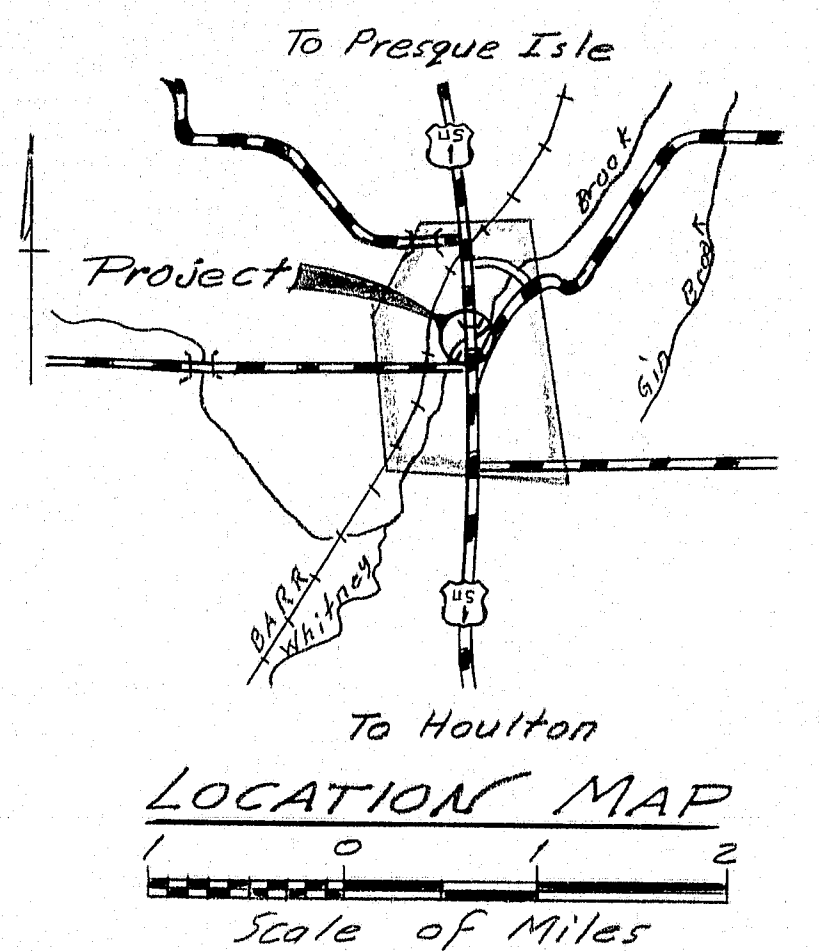 To Presque Isle
US
1
Brook
Project
Gin Brook
BARR
Whitney
US
1
To Houlton
LOCATION MAP
1 0 1 2
Scale of Miles